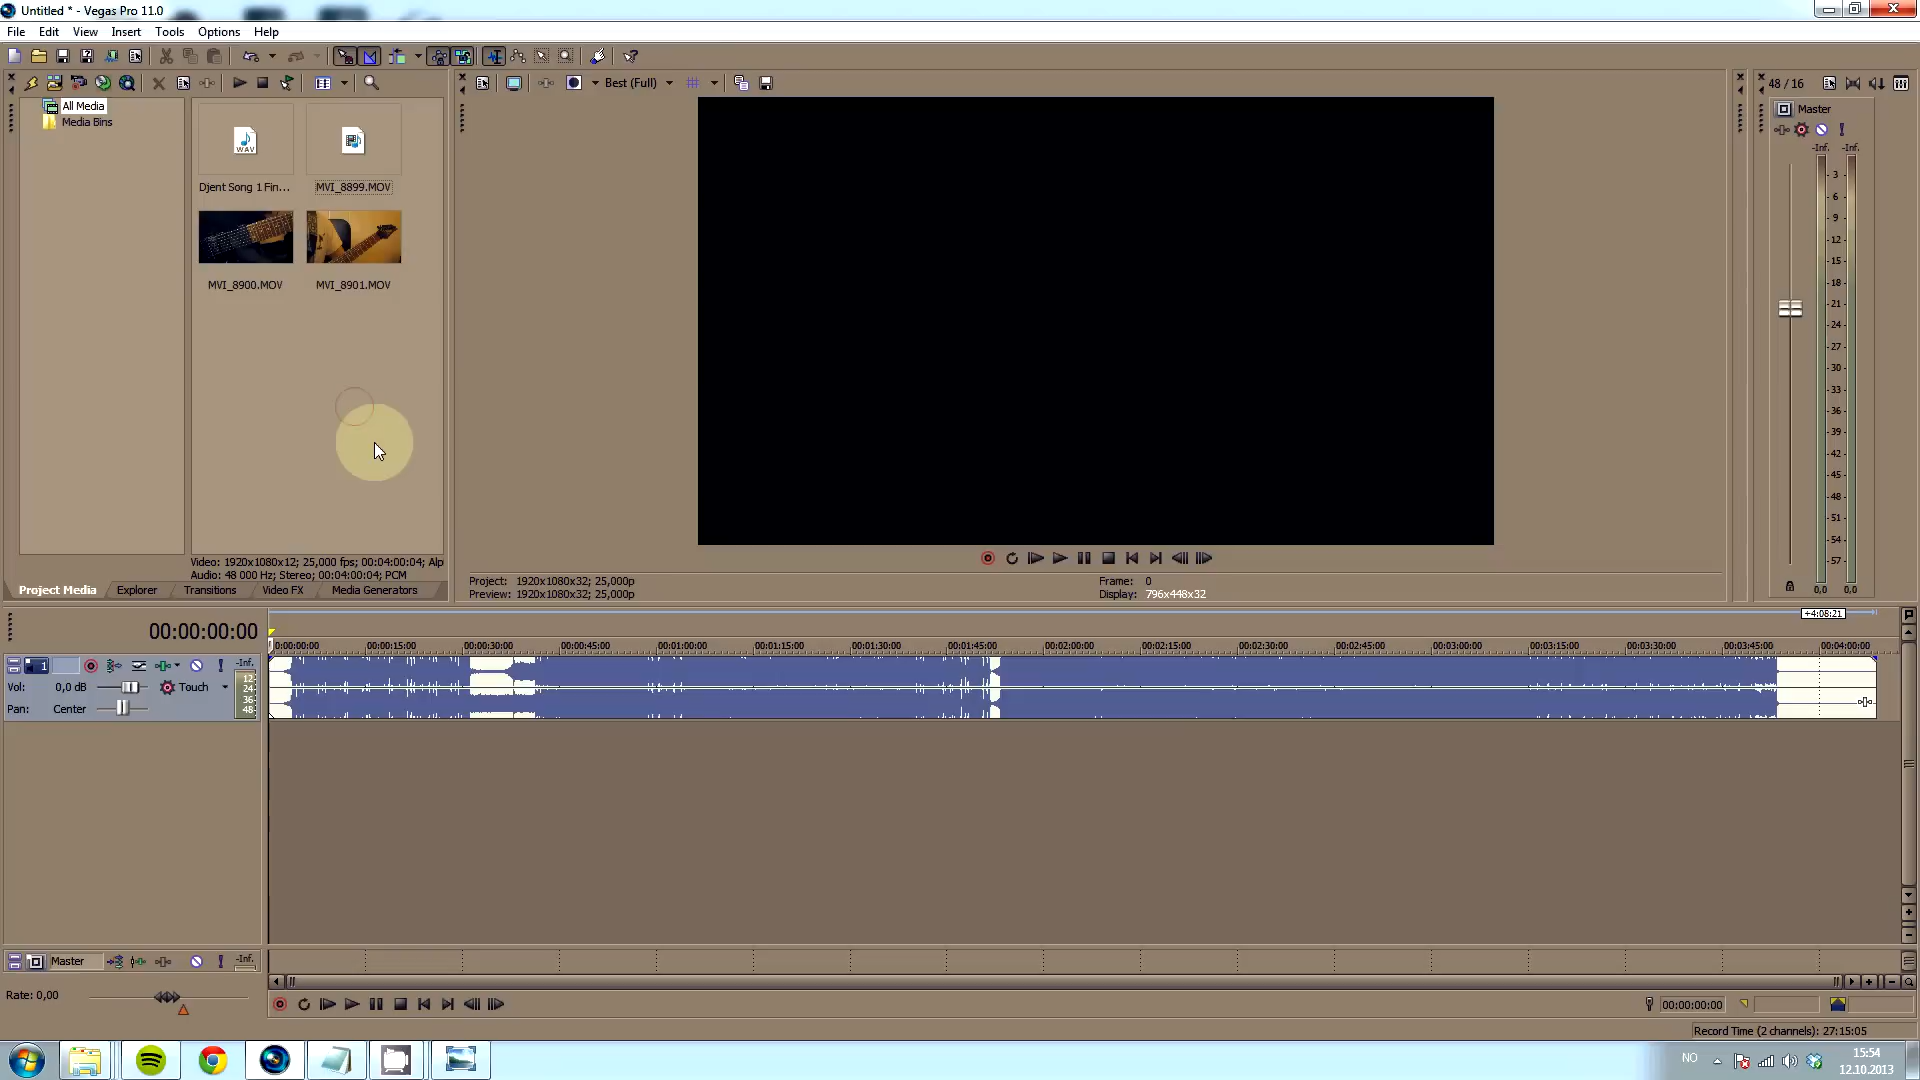 Untitled * - Vegas Pro 11.0
File Edit View Insert Tools Options Help
Best (Full)
48 / 16
All Media
Media Bins
WAV
Djent Song 1 Fin... MVI_8899.MOV
MVI_8900.MOV MVI_8901.MOV
Master
-Inf. -Inf.
3
6
9
12
15
18
21
24
27
30
33
36
39
42
45
48
51
54
57
0,0 0,0
Video: 1920x1080x12; 25,000 fps; 00:04:00:04; Alp
Audio: 48 000 Hz; Stereo; 00:04:00:04; PCM
Project Media Explorer Transitions Video FX Media Generators
Project: 1920x1080x32; 25,000p
Preview: 1920x1080x32; 25,000p
Frame: 0
Display: 796x448x32
+4:08:21
00:00:00:00
0:00:00:00 00:00:15:00 00:00:30:00 00:00:45:00 00:01:00:00 00:01:15:00 00:01:30:00 00:01:45:00 00:02:00:00 00:02:15:00 00:02:30:00 00:02:45:00 00:03:00:00 00:03:15:00 00:03:30:00 00:03:45:00 00:04:00:00
1
-Inf.
Vol: 0,0 dB Touch
Pan: Center
12
24
36
48
Master
-Inf.
Rate: 0,00
00:00:00:00
Record Time (2 channels): 27:15:05
NO
15:54
12.10.2013